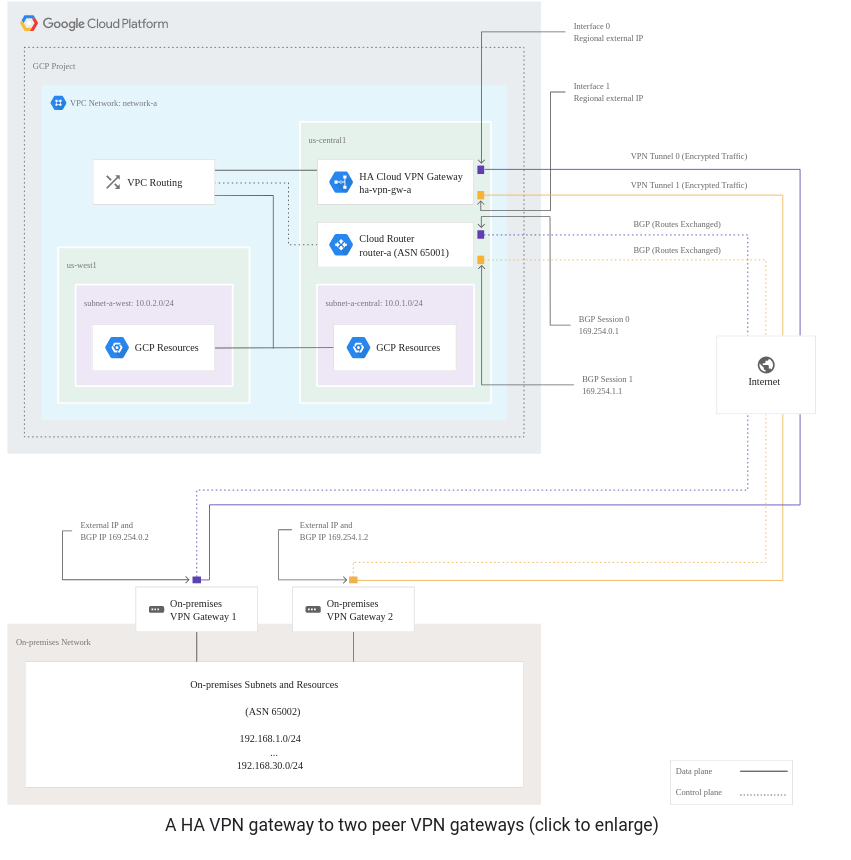 Google Cloud Platform
Interface 0
Regional external IP
GCP Project
Interface 1
Regional external IP
VPC Network: network-a
us-central1
VPN Tunnel 0 (Encrypted Traffic)
VPC Routing
HA Cloud VPN Gateway
ha-vpn-gw-a
VPN Tunnel 1 (Encrypted Traffic)
BGP (Routes Exchanged)
Cloud Router
router-a (ASN 65001)
BGP (Routes Exchanged)
us-west1
subnet-a-west: 10.0.2.0/24
subnet-a-central: 10.0.1.0/24
BGP Session 0
169.254.0.1
GCP Resources
GCP Resources
BGP Session 1
169.254.1.1
Internet
External IP and
BGP IP 169.254.0.2
External IP and
BGP IP 169.254.1.2
On-premises
VPN Gateway 1
On-premises
VPN Gateway 2
On-premises Network
On-premises Subnets and Resources
(ASN 65002)
192.168.1.0/24
...
192.168.30.0/24
Data plane
Control plane
A HA VPN gateway to two peer VPN gateways (click to enlarge)